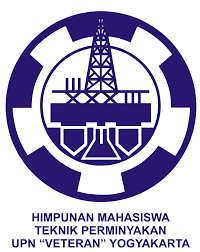 HIMPUNAN MAHASISWA
TEKNIK PERMINYAKAN
UPN "VETERAN" YOGYAKARTA